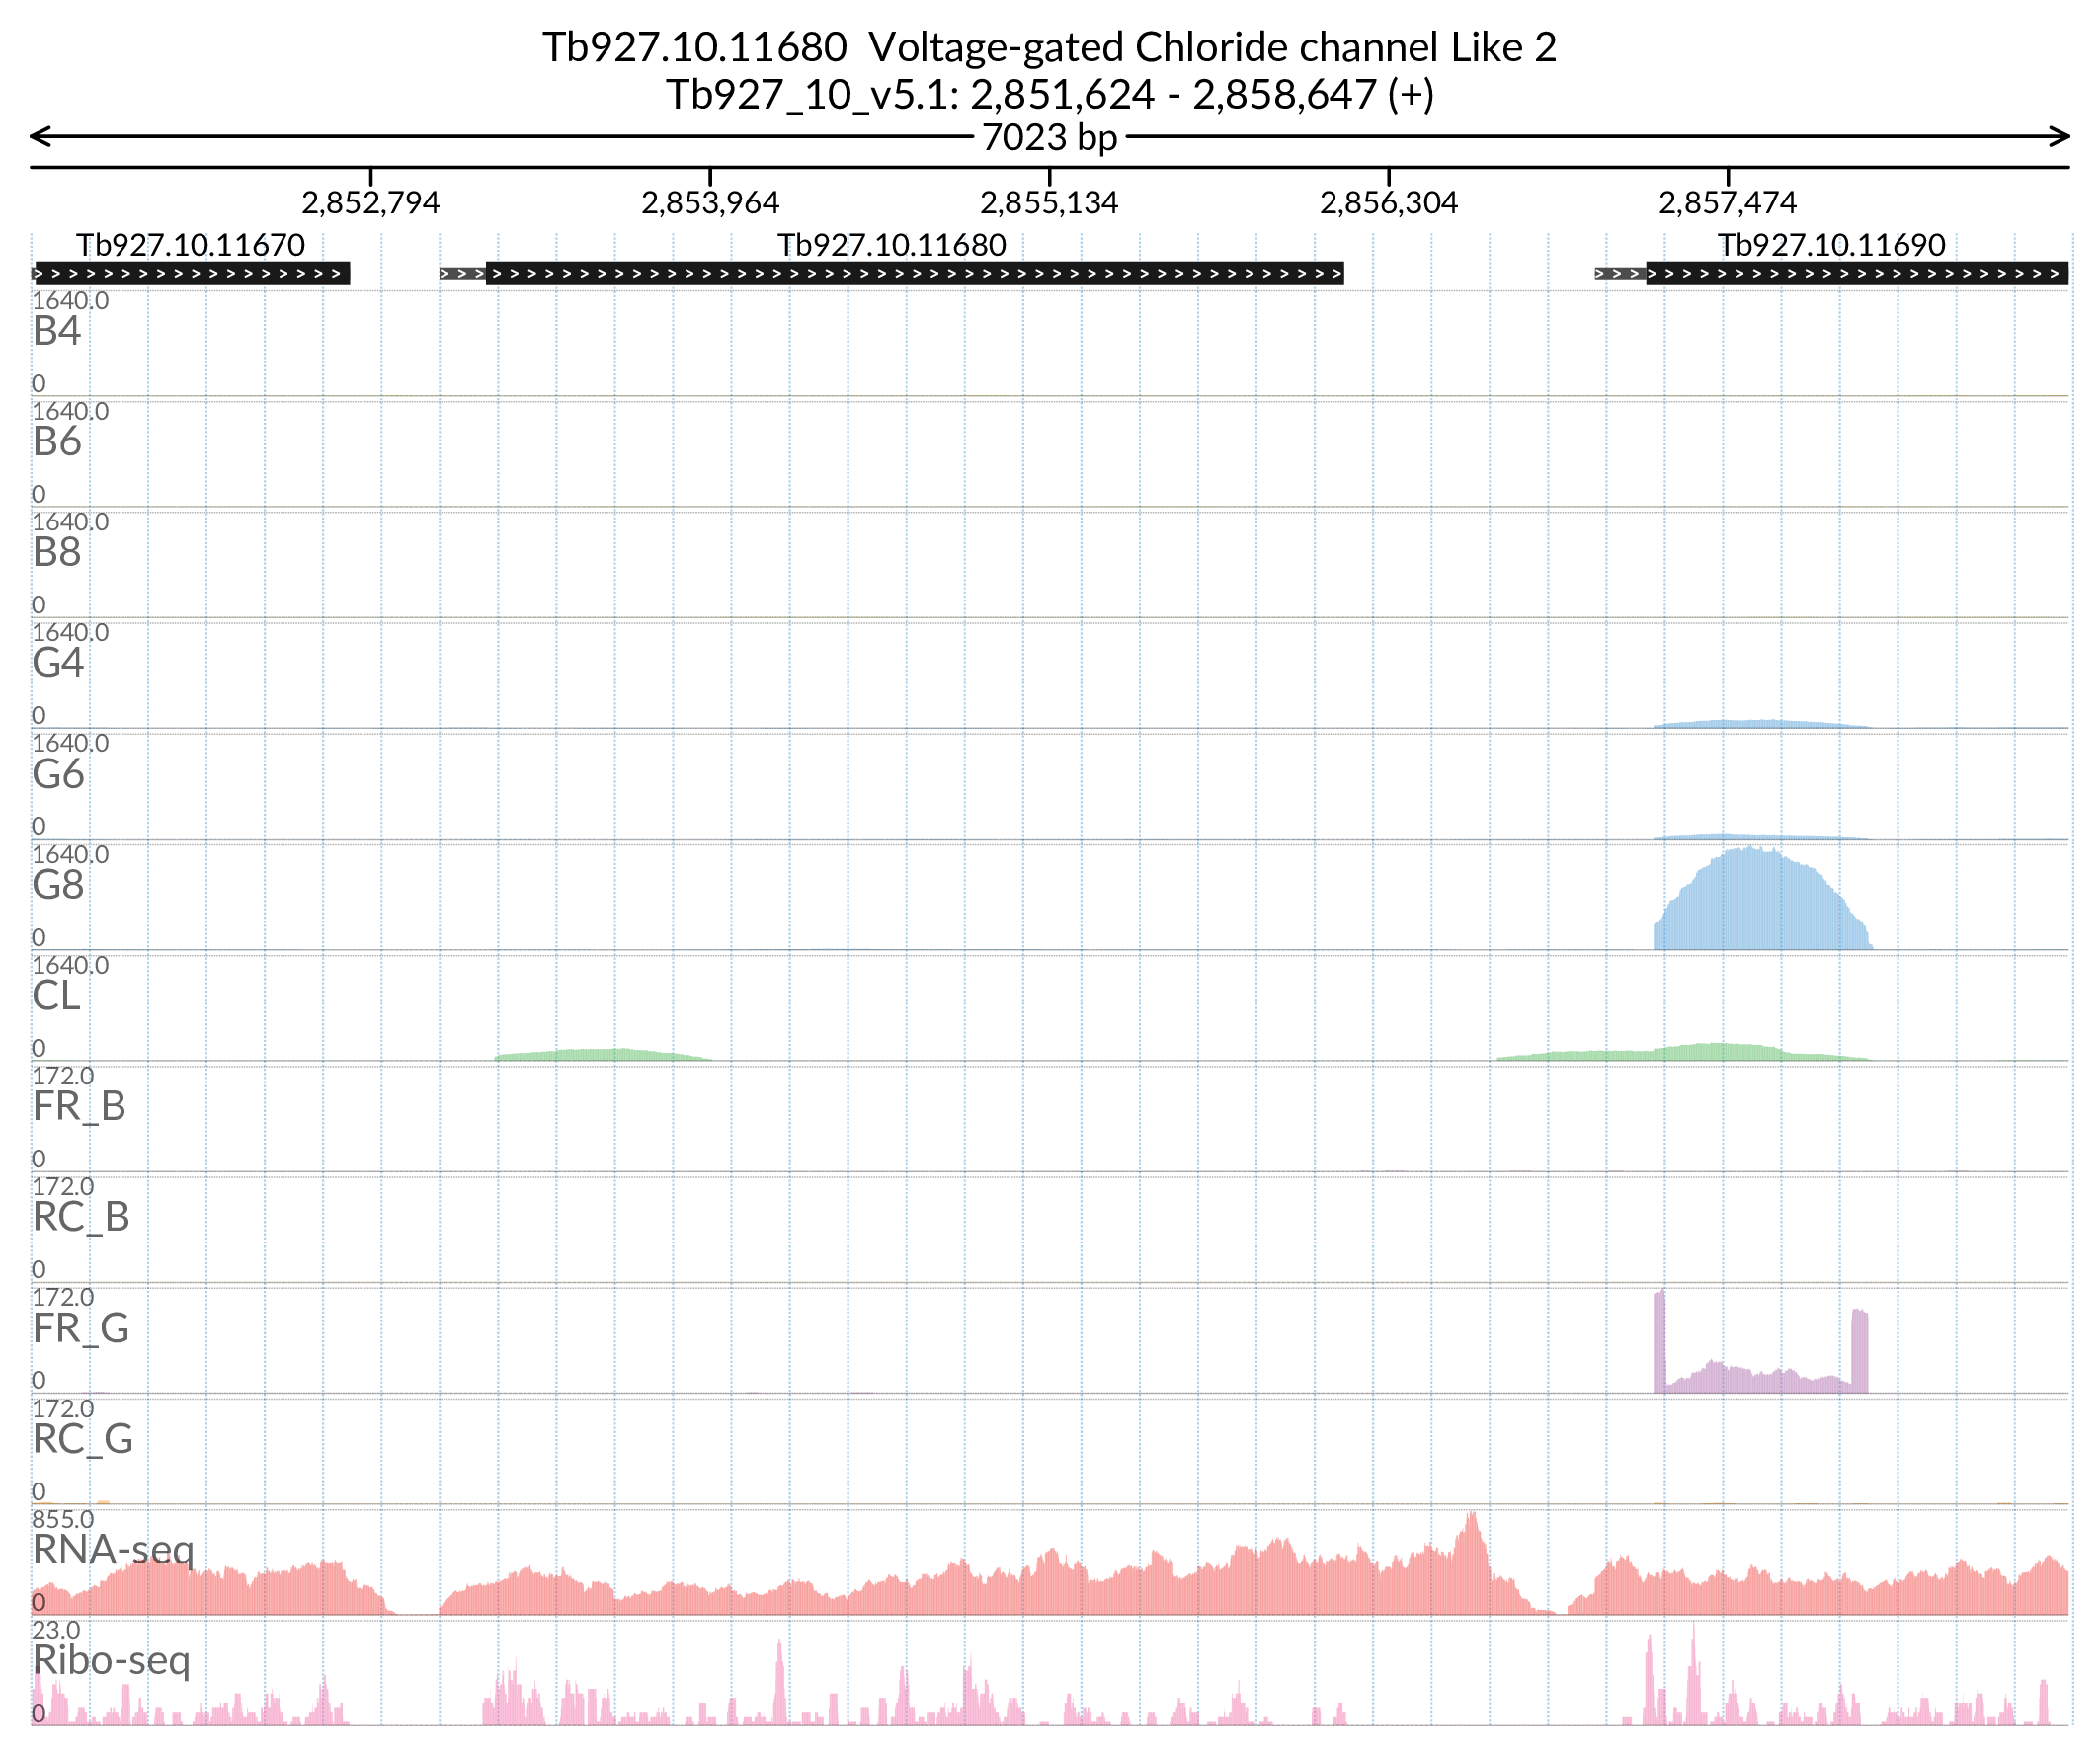 Tb927.10.11680  Voltage-gated Chloride channel Like 2
Tb927_10_v5.1: 2,851,624 - 2,858,647 (+)
7023 bp
2,852,794 2,853,964 2,855,134 2,856,304 2,857,474
Tb927.10.11670 Tb927.10.11680 Tb927.10.11690
1640.0
B4
0
1640.0
B6
0
1640.0
B8
0
1640.0
G4
0
1640.0
G6
0
1640.0
G8
0
1640.0
CL
0
172.0
FR_B
0
172.0
RC_B
0
172.0
FR_G
0
172.0
RC_G
0
855.0
RNA-seq
0
23.0
Ribo-seq
0